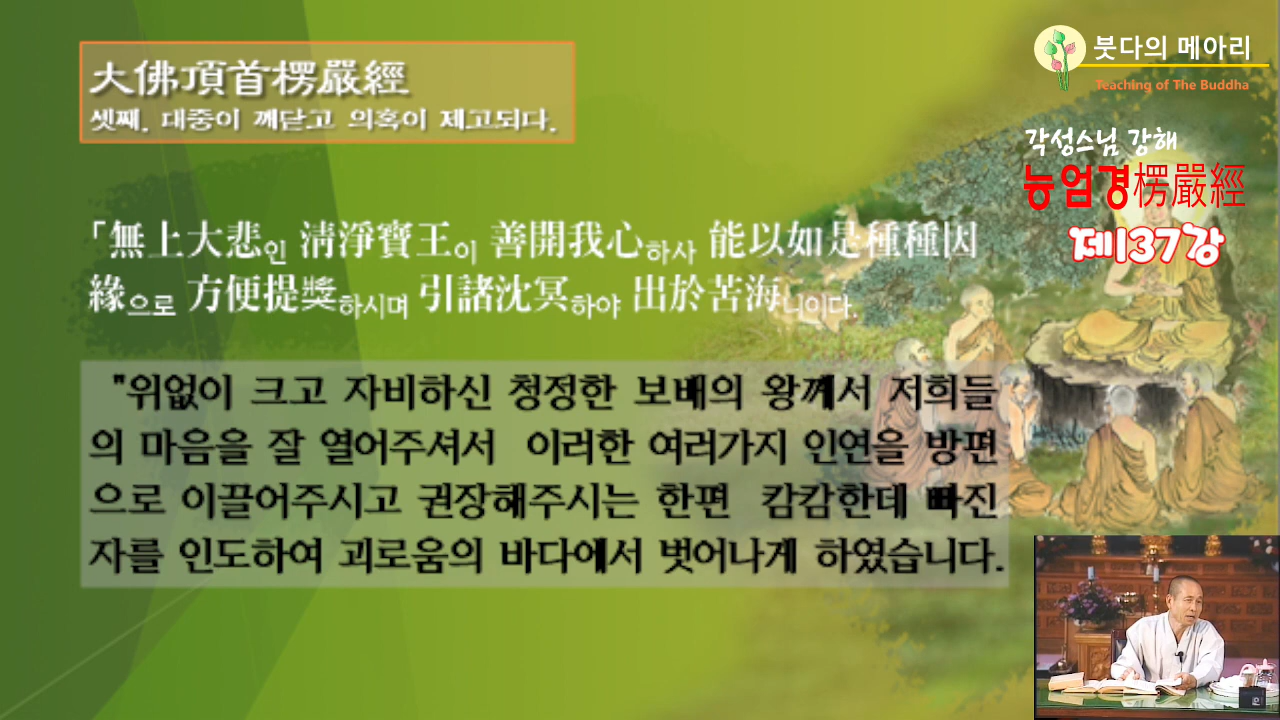 大佛頂首楞嚴經
셋째. 대중이 깨닫고 의혹이 제고되다.
「無上大悲인 淸淨寶王이 善開我心하사 能以如是種種因
緣으로 方便提獎하시며 引諸沈冥하야 出於苦海니이다.
"위없이 크고 자비하신 청정한 보배의 왕께서 저희들
의 마음을 잘 열어주셔서 이러한 여러가지 인연을 방편
으로 이끌어주시고 권장해주시는 한편 캄캄한데 빠진
자를 인도하여 괴로움의 바다에서 벗어나게 하였습니다.
붓다의 메아리
Teaching of The Buddha
각성스님 강해
능엄경楞嚴經
제137강